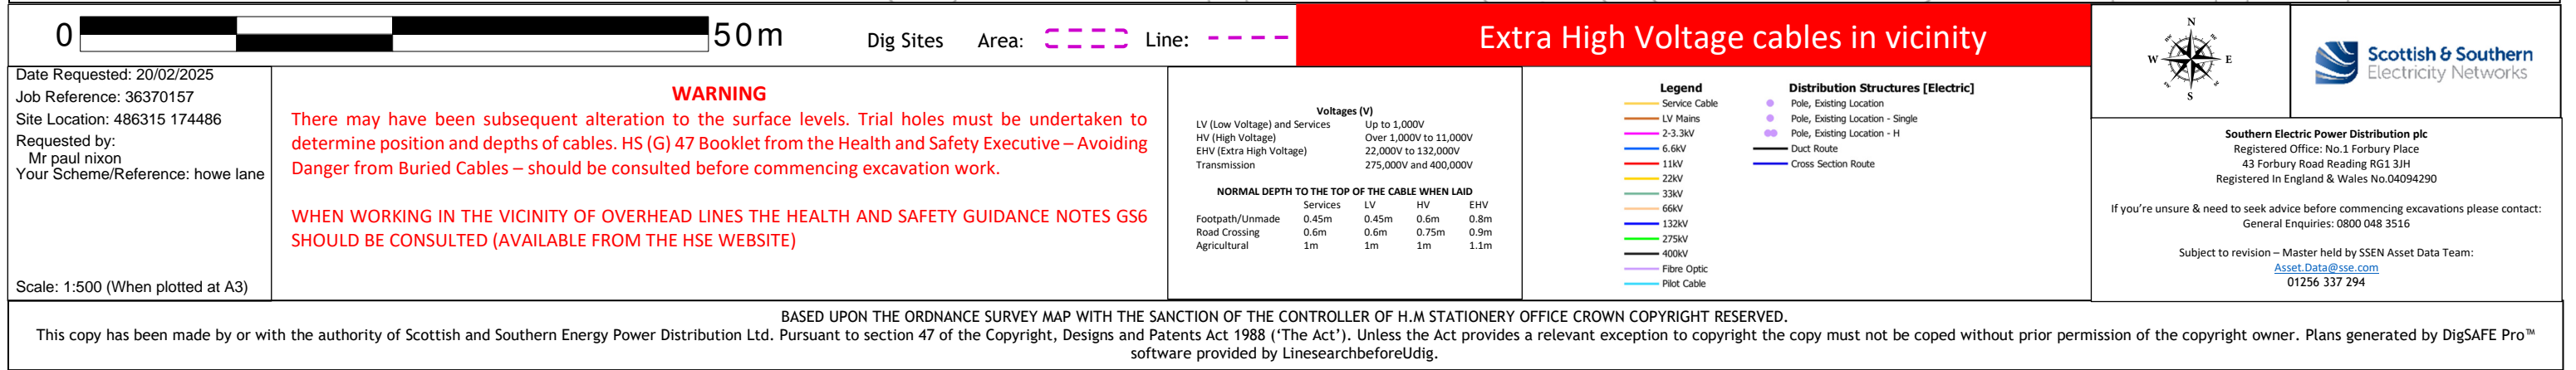 0
50m
Dig Sites Area: Line:
Extra High Voltage cables in vicinity
N
W E
S
Scottish & Southern
Electricity Networks
Date Requested: 20/02/2025
Job Reference: 36370157
Site Location: 486315 174486
Requested by:
Mr paul nixon
Your Scheme/Reference: howe lane
Scale: 1:500 (When plotted at A3)
WARNING
There may have been subsequent alteration to the surface levels. Trial holes must be undertaken to
determine position and depths of cables. HS (G) 47 Booklet from the Health and Safety Executive – Avoiding
Danger from Buried Cables – should be consulted before commencing excavation work.
WHEN WORKING IN THE VICINITY OF OVERHEAD LINES THE HEALTH AND SAFETY GUIDANCE NOTES GS6
SHOULD BE CONSULTED (AVAILABLE FROM THE HSE WEBSITE)
Voltages (V)
LV (Low Voltage) and Services Up to 1,000V
HV (High Voltage) Over 1,000V to 11,000V
EHV (Extra High Voltage) 22,000V to 132,000V
Transmission 275,000V and 400,000V
NORMAL DEPTH TO THE TOP OF THE CABLE WHEN LAID
Services LV HV EHV
Footpath/Unmade 0.45m 0.45m 0.6m 0.8m
Road Crossing 0.6m 0.6m 0.75m 0.9m
Agricultural 1m 1m 1m 1.1m
Legend
Service Cable
LV Mains
2-3.3kV
6.6kV
11kV
22kV
33kV
66kV
132kV
275kV
400kV
Fibre Optic
Pilot Cable
Distribution Structures [Electric]
Pole, Existing Location
Pole, Existing Location - Single
Pole, Existing Location - H
Duct Route
Cross Section Route
Southern Electric Power Distribution plc
Registered Office: No.1 Forbury Place
43 Forbury Road Reading RG1 3JH
Registered In England & Wales No.04094290
If you're unsure & need to seek advice before commencing excavations please contact:
General Enquiries: 0800 048 3516
Subject to revision – Master held by SSEN Asset Data Team:
Asset.Data@sse.com
01256 337 294
BASED UPON THE ORDNANCE SURVEY MAP WITH THE SANCTION OF THE CONTROLLER OF H.M STATIONERY OFFICE CROWN COPYRIGHT RESERVED.
This copy has been made by or with the authority of Scottish and Southern Energy Power Distribution Ltd. Pursuant to section 47 of the Copyright, Designs and Patents Act 1988 ('The Act'). Unless the Act provides a relevant exception to copyright the copy must not be coped without prior permission of the copyright owner. Plans generated by DigSAFE Pro™
software provided by LinesearchbeforeUdig.